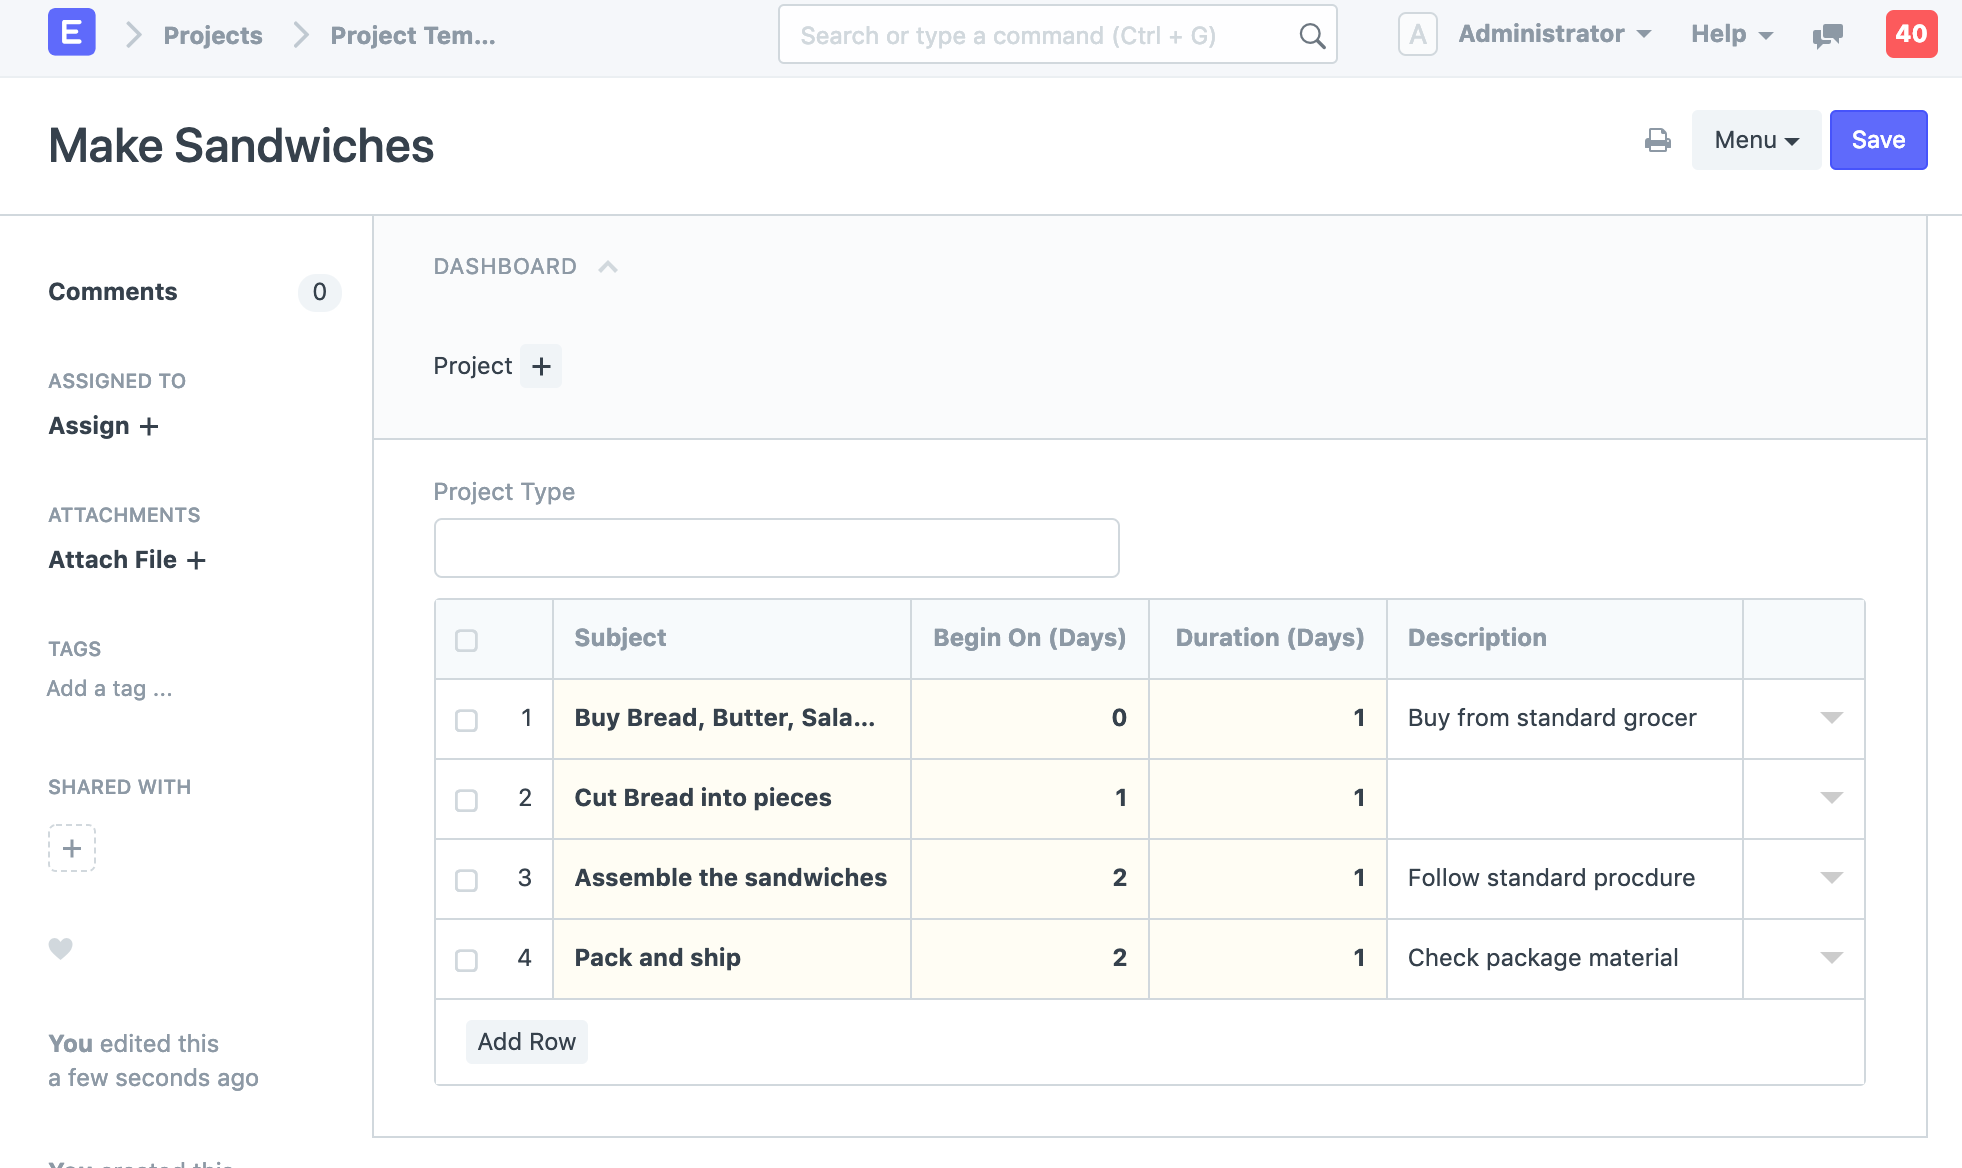 E Projects Project Tem... Search or type a command (Ctrl + G) A Administrator Help 40
Make Sandwiches Menu Save
Comments 0
ASSIGNED TO
Assign +
ATTACHMENTS
Attach File +
TAGS
Add a tag ...
SHARED WITH
+
You edited this
a few seconds ago
You created this
DASHBOARD
Project +
Project Type
Subject Begin On (Days) Duration (Days) Description
1 Buy Bread, Butter, Sala... 0 1 Buy from standard grocer
2 Cut Bread into pieces 1 1
3 Assemble the sandwiches 2 1 Follow standard procdure
4 Pack and ship 2 1 Check package material
Add Row